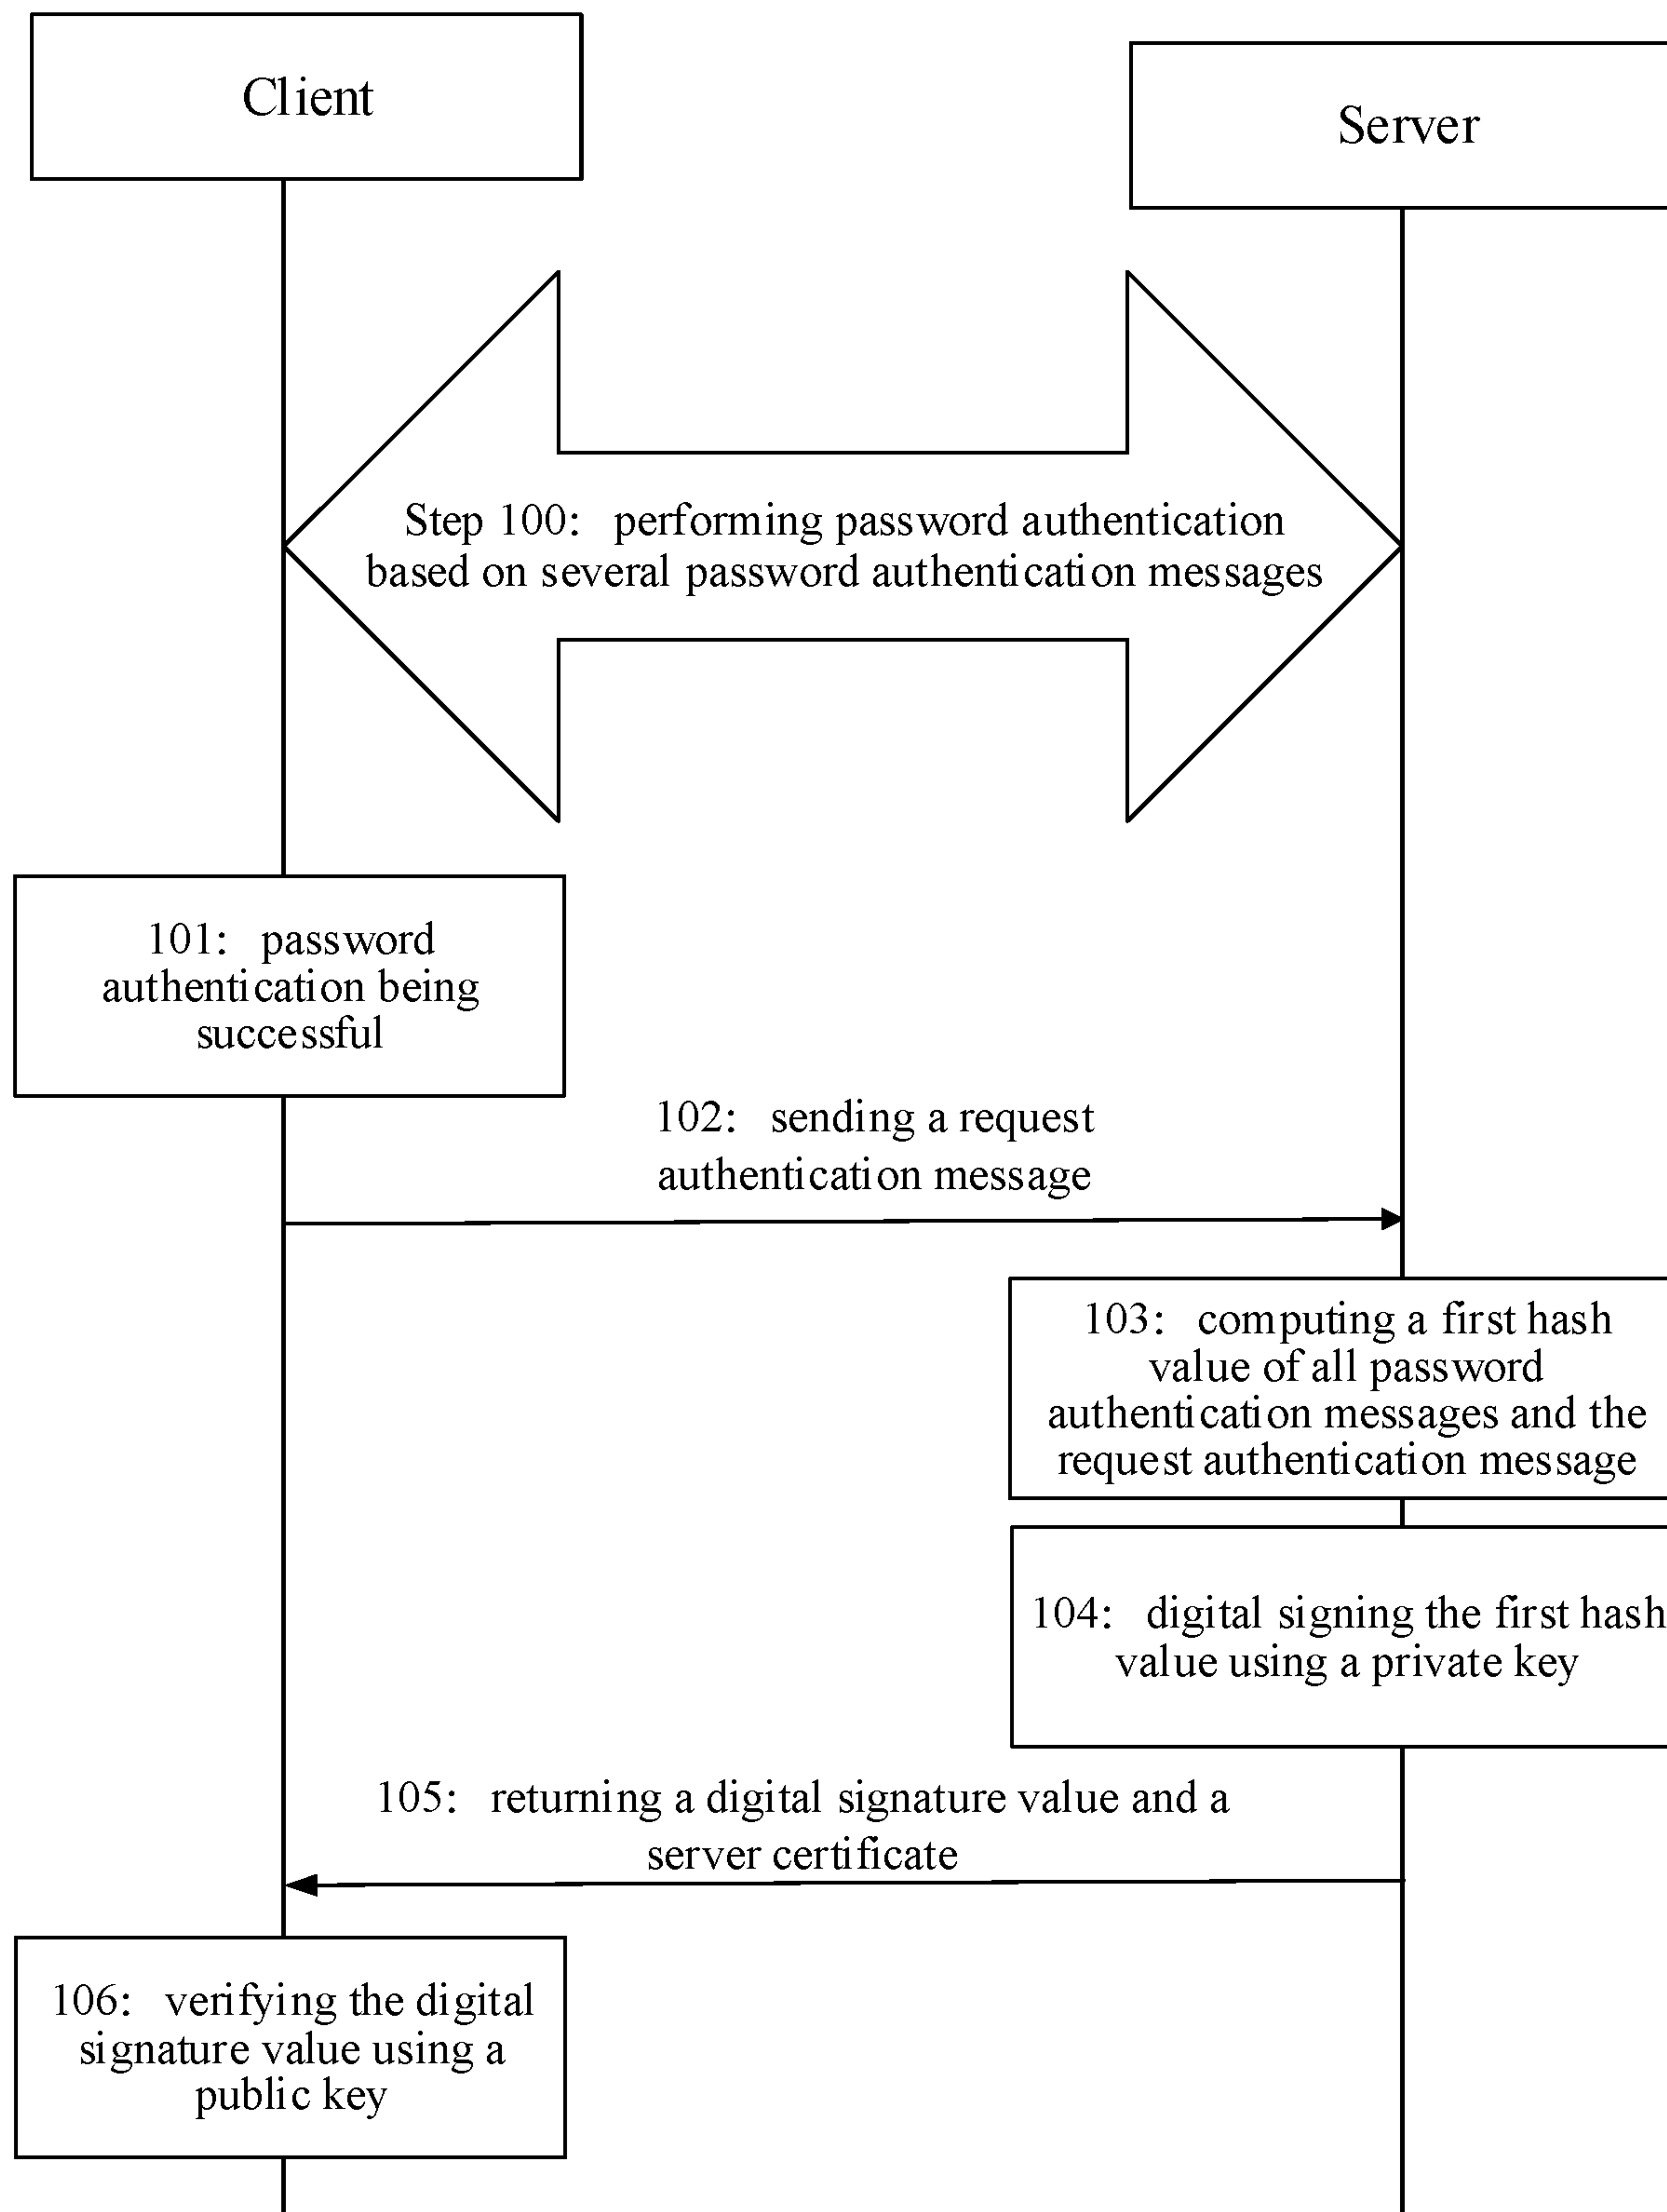 Client
Server
Step 100: performing password authentication
based on several password authentication messages
101: password
authentication being
successful
102: sending a request
authentication message
103: computing a first hash
value of all password
authentication messages and the
request authentication message
104: digital signing the first hash
value using a private key
105: returning a digital signature value and a
server certificate
106: verifying the digital
signature value using a
public key